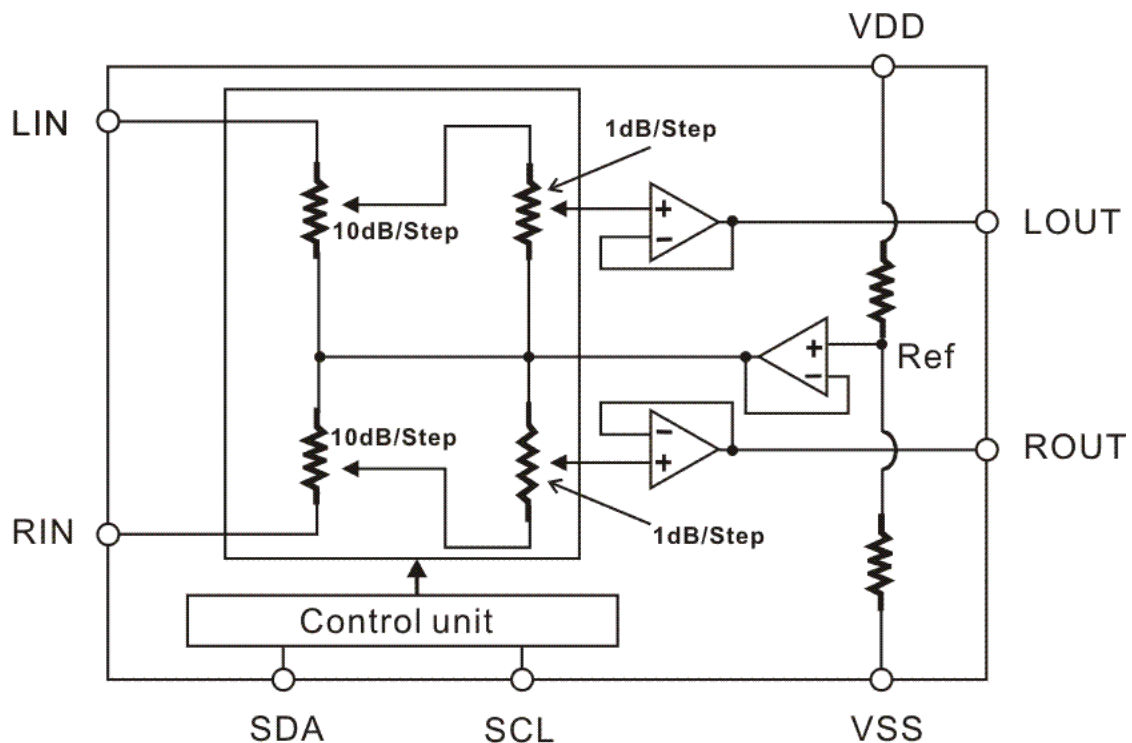 VDD
LIN
1dB/Step
+
10dB/Step
−
LOUT
+
Ref
−
10dB/Step
−
ROUT
+
RIN
1dB/Step
Control unit
SDA
SCL
VSS